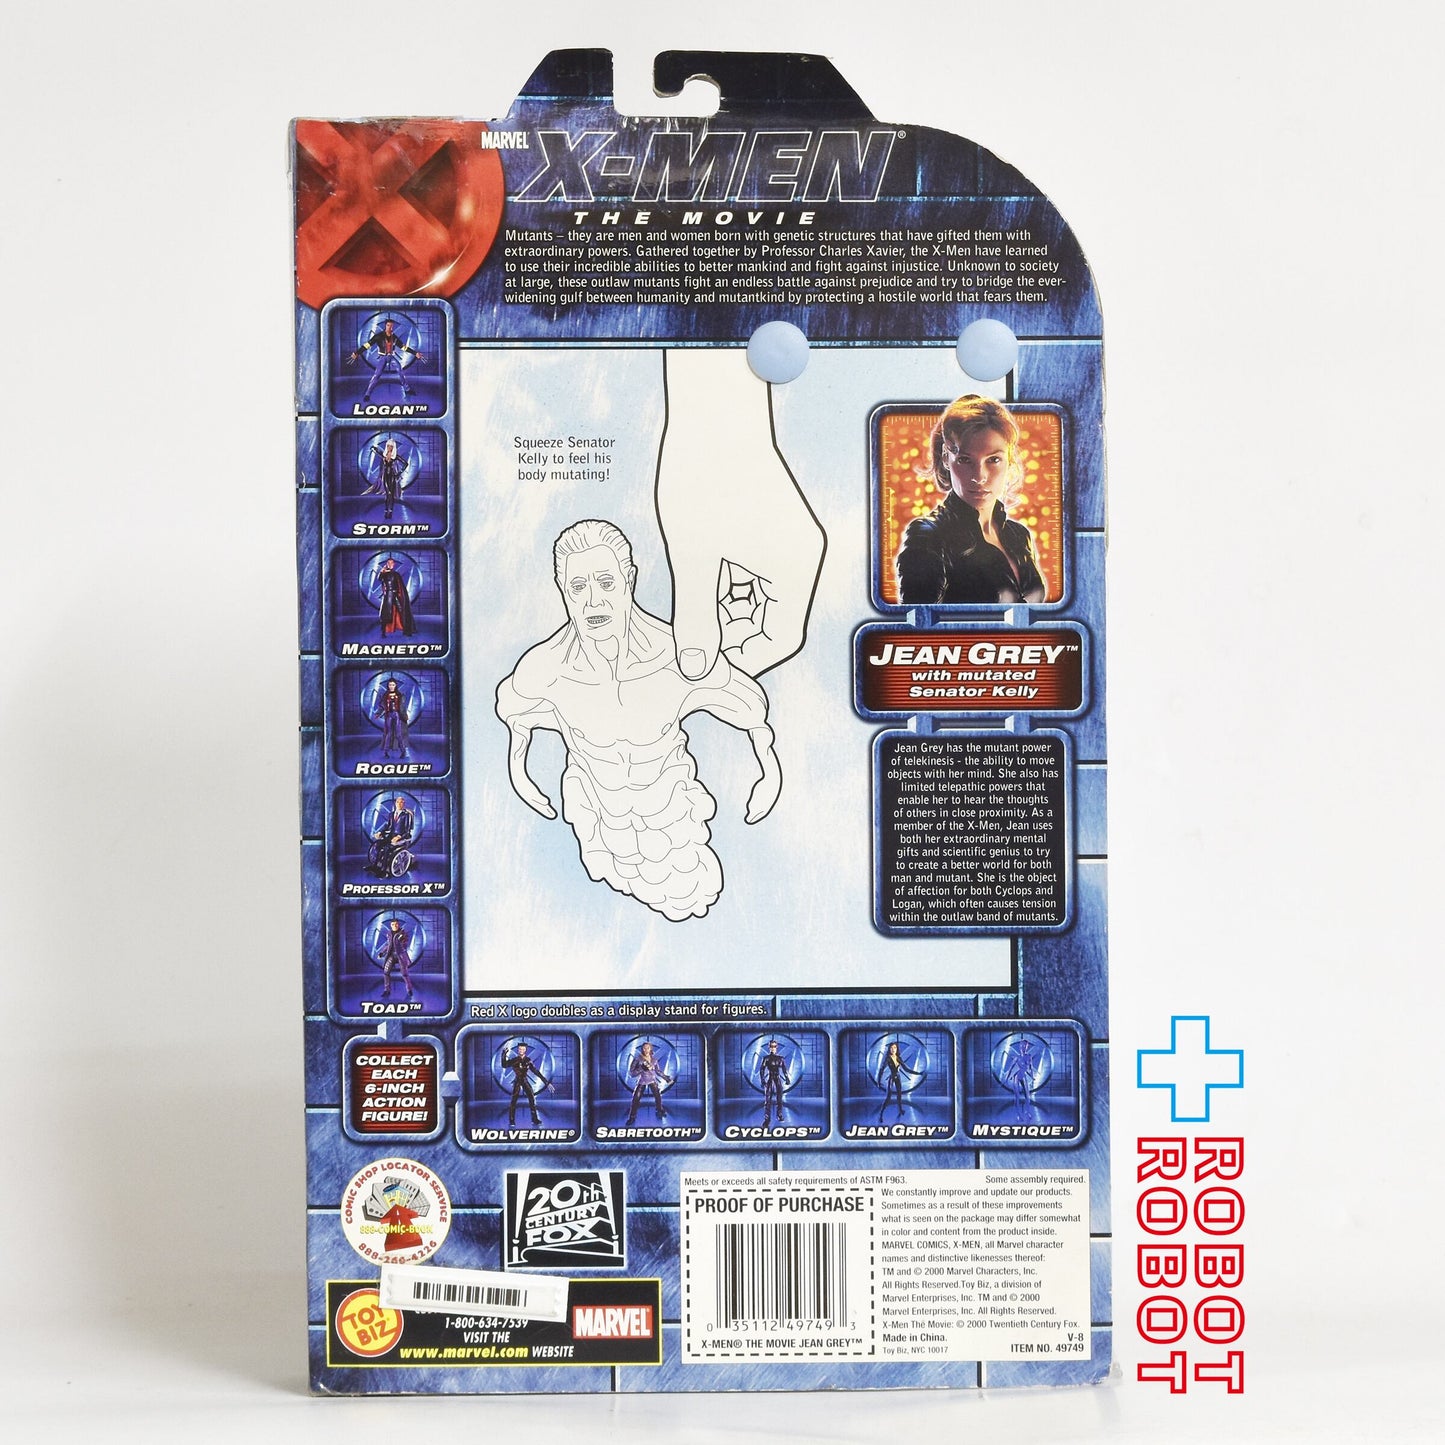 MARVEL
X-MEN®
THE MOVIE
Mutants – they are men and women born with genetic structures that have gifted them with
extraordinary powers. Gathered together by Professor Charles Xavier, the X-Men have learned
to use their incredible abilities to better mankind and fight against injustice. Unknown to society
at large, these outlaw mutants fight an endless battle against prejudice and try to bridge the ever-
widening gulf between humanity and mutantkind by protecting a hostile world that fears them.
LOGAN™
STORM™
MAGNETO™
ROGUE™
PROFESSOR X™
TOAD™
Squeeze Senator
Kelly to feel his
body mutating!
JEAN GREY™
with mutated
Senator Kelly
Jean Grey has the mutant power
of telekinesis - the ability to move
objects with her mind. She also has
limited telepathic powers that
enable her to hear the thoughts
of others in close proximity. As a
member of the X-Men, Jean uses
both her extraordinary mental
gifts and scientific genius to try
to create a better world for both
man and mutant. She is the object
of affection for both Cyclops and
Logan, which often causes tension
within the outlaw band of mutants.
Red X logo doubles as a display stand for figures.
COLLECT
EACH
6-INCH
ACTION
FIGURE!
WOLVERINE®
SABRETOOTH™
CYCLOPS™
JEAN GREY™
MYSTIQUE™
COMIC SHOP LOCATOR SERVICE
888-COMIC-BOOK
888-266-4226
20th
CENTURY
FOX
TOY
BIZ
1-800-634-7539
VISIT THE
www.marvel.com WEBSITE
MARVEL
Meets or exceeds all safety requirements of ASTM F963.
Some assembly required.
PROOF OF PURCHASE
0 35112 49749 3
X-MEN® THE MOVIE JEAN GREY™
We constantly improve and update our products.
Sometimes as a result of these improvements
what is seen on the package may differ somewhat
in color and content from the product inside.
MARVEL COMICS, X-MEN, all Marvel character
names and distinctive likenesses thereof:
TM and © 2000 Marvel Characters, Inc.
All Rights Reserved.Toy Biz, a division of
Marvel Enterprises, Inc. TM and © 2000
Marvel Enterprises, Inc. All Rights Reserved.
X-Men The Movie: © 2000 Twentieth Century Fox.
Made in China. V-8
Toy Biz, NYC 10017 ITEM NO. 49749
ROBOT
ROBOT